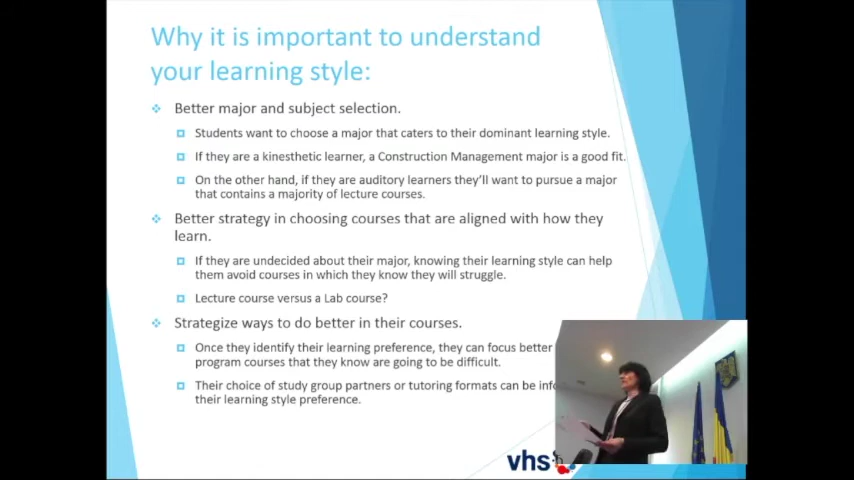 Why it is important to understand
your learning style:
Better major and subject selection.
Students want to choose a major that caters to their dominant learning style.
If they are a kinesthetic learner, a Construction Management major is a good fit.
On the other hand, if they are auditory learners they'll want to pursue a major
that contains a majority of lecture courses.
Better strategy in choosing courses that are aligned with how they
learn.
If they are undecided about their major, knowing their learning style can help
them avoid courses in which they know they will struggle.
Lecture course versus a Lab course?
Strategize ways to do better in their courses.
Once they identify their learning preference, they can focus better
program courses that they know are going to be difficult.
Their choice of study group partners or tutoring formats can be
their learning style preference.
vhs